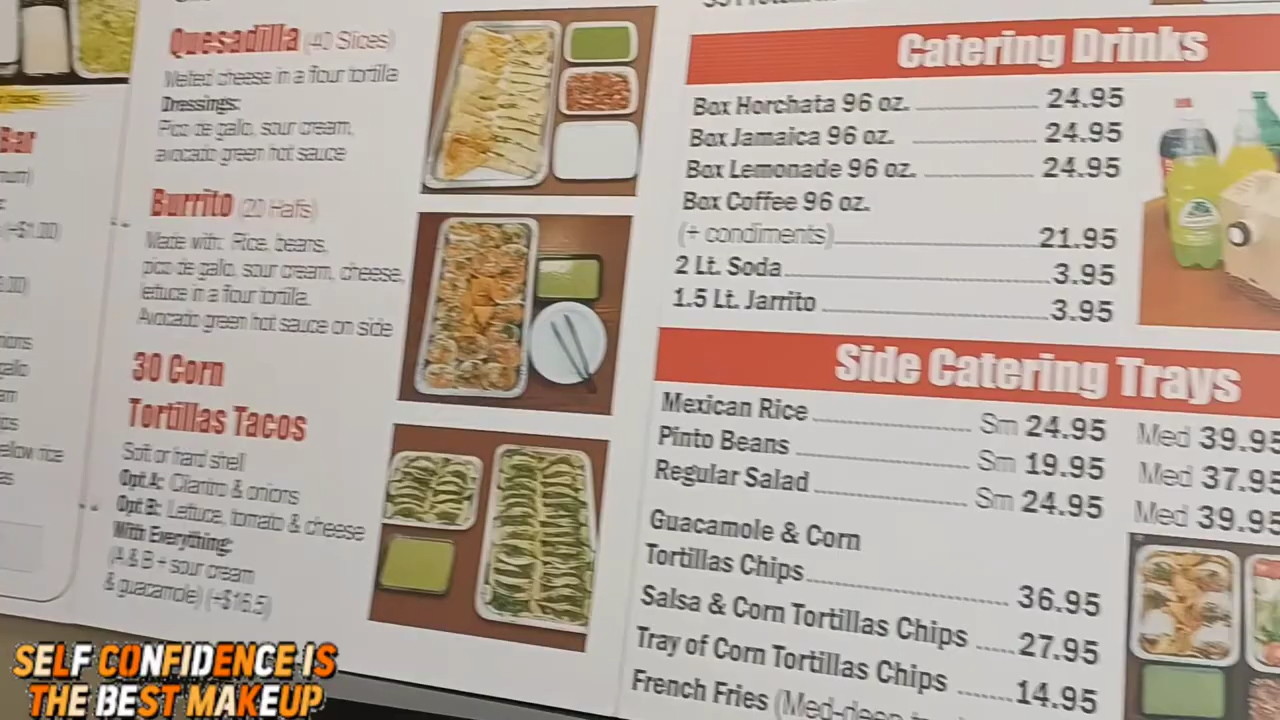 Bar
(+$1.00)
Quesadilla (40 Slices)
Melted cheese in a flour tortilla
Dressings:
Pico de gallo, sour cream,
avocado green hot sauce
Burrito (20 Halfs)
Made with: Rice, beans,
pico de gallo, sour cream, cheese,
lettuce in a flour tortilla.
Avocado green hot sauce on side
30 Corn
Tortillas Tacos
Soft or hard shell
Opt A: Cilantro & onions
Opt B: Lettuce, tomato & cheese
With Everything:
(A & B + sour cream
& guacamole) (+$16.5)
Catering Drinks
Box Horchata 96 oz. 24.95
Box Jamaica 96 oz. 24.95
Box Lemonade 96 oz. 24.95
Box Coffee 96 oz.
(+ condiments) 21.95
2 Lt. Soda 3.95
1.5 Lt. Jarrito 3.95
Side Catering Trays
Mexican Rice Sm 24.95 Med 39.95
Pinto Beans Sm 19.95 Med 37.95
Regular Salad Sm 24.95 Med 39.95
Guacamole & Corn
Tortillas Chips 36.95
Salsa & Corn Tortillas Chips 27.95
Tray of Corn Tortillas Chips 14.95
French Fries
SELF CONFIDENCE IS
THE BEST MAKEUP